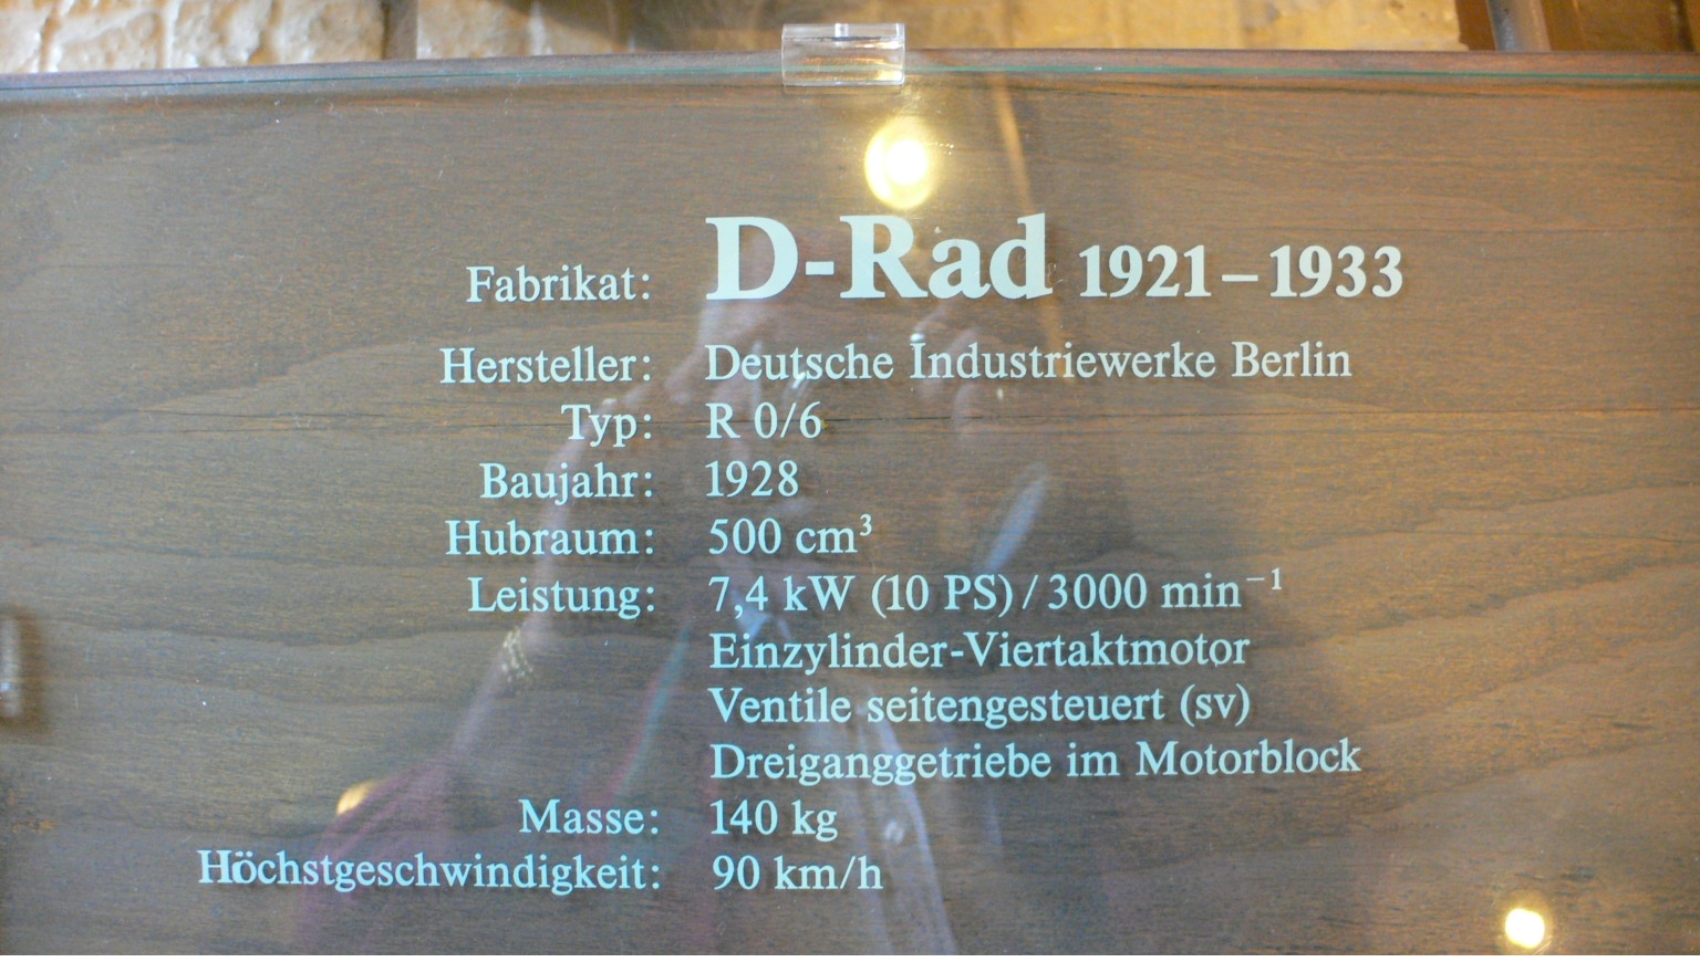 Fabrikat: D-Rad 1921–1933
Hersteller: Deutsche Industriewerke Berlin
Typ: R 0/6
Baujahr: 1928
Hubraum: 500 cm³
Leistung: 7,4 kW (10 PS)/3000 min⁻¹
Einzylinder-Viertaktmotor
Ventile seitengesteuert (sv)
Dreiganggetriebe im Motorblock
Masse: 140 kg
Höchstgeschwindigkeit: 90 km/h